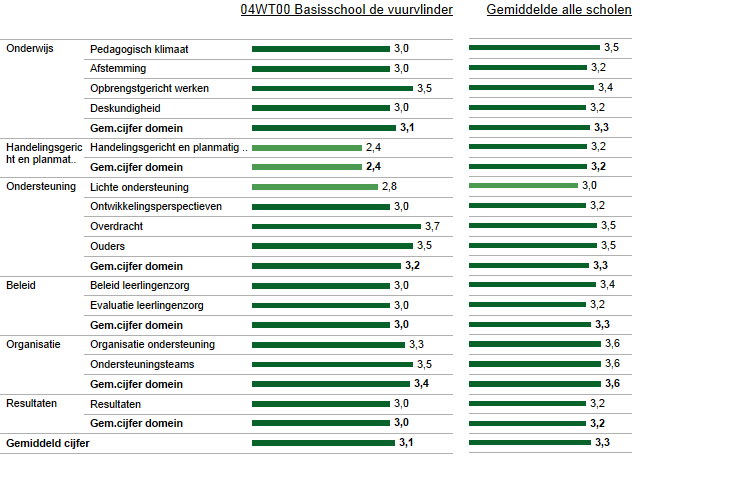 04WT00 Basisschool de vuurvlinder Gemiddelde alle scholen
Onderwijs Pedagogisch klimaat 3,0 3,5
Afstemming 3,0 3,2
Opbrengstgericht werken 3,5 3,4
Deskundigheid 3,0 3,2
Gem.cijfer domein 3,1 3,3
Handelingsgeric Handelingsgericht en planmatig .. 2,4 3,2
ht en planmat..
Gem.cijfer domein 2,4 3,2
Ondersteuning Lichte ondersteuning 2,8 3,0
Ontwikkelingsperspectieven 3,0 3,2
Overdracht 3,7 3,5
Ouders 3,5 3,5
Gem.cijfer domein 3,2 3,3
Beleid Beleid leerlingenzorg 3,0 3,4
Evaluatie leerlingenzorg 3,0 3,2
Gem.cijfer domein 3,0 3,3
Organisatie Organisatie ondersteuning 3,3 3,6
Ondersteuningsteams 3,5 3,6
Gem.cijfer domein 3,4 3,6
Resultaten Resultaten 3,0 3,2
Gem.cijfer domein 3,0 3,2
Gemiddeld cijfer 3,1 3,3